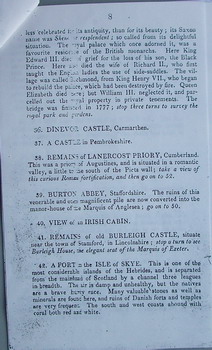 8
less celebrated for its antiquity, than for its beauty; its Saxon
name was Shene or resplendent; so called from its delightful
situation. The royal palace which once adorned it, was a
favourite residence of the British monarchs. Here King
Edward III. died of grief for the loss of his son, the Black
Prince. Here died the wife of Richard II, who first
taught the English ladies the use of side-saddles. The vil-
lage was called Richmond, from King Henry VII., who began
to rebuild the palace, which had been destroyed by fire. Queen
Elizabeth died here; but William III. neglected it, and par-
celled out the royal property in private tenements. The
bridge was finished in 1777; stop three turns to survey the
royal park and gardens.
36. DINEVOR CASTLE, Carmarthen.
37. A CASTLE in Pembrokeshire.
38. REMAINS of LANERCOST PRIORY, Cumberland.
This was a priory of Augustines, and is situated in a romantic
valley, a little to the south of the Picts wall; take a view of
this curious Roman fortification, and then go on to 50.
39. BURTON ABBEY, Staffordshire. The ruins of this
venerable and once magnificent pile are now converted into the
manor-house of the Marquis of Anglesea; go on to 50.
40. VIEW of an IRISH CABIN.
41. REMAINS of old BURLEIGH CASTLE, situate
near the town of Stamford, in Lincolnshire; stop a turn to see
Burleigh House, the elegant seat of the Marquis of Exeter.
42. A PORT in the ISLE of SKYE. This is one of the
most considerable islands of the Hebrides, and is separated
from the mainland of Scotland by a channel three leagues
in breadth. The air is damp and unhealthy, but the natives
are a brave hardy race. Many valuable stones as well as
minerals are found here, and ruins of Danish forts and temples
are very frequent. The south and west coasts abound with
coral both red and white.